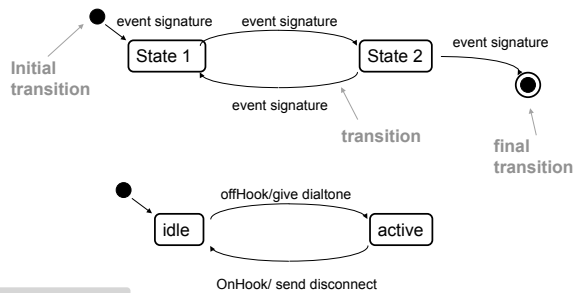 event signature
event signature
State 1
State 2
event signature
Initial
transition
event signature
transition
final
transition
offHook/give dialtone
idle
active
OnHook/ send disconnect